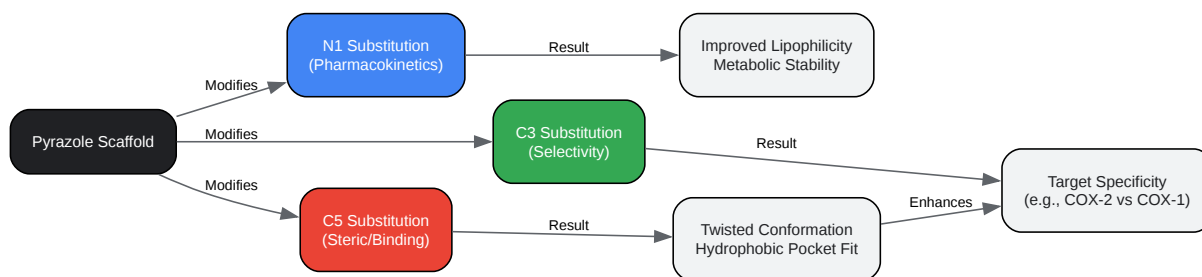 N1 Substitution
(Pharmacokinetics)
Result
Improved Lipophilicity
Metabolic Stability
Modifies
Pyrazole Scaffold
Modifies
C3 Substitution
(Selectivity)
Result
Target Specificity
(e.g., COX-2 vs COX-1)
Modifies
C5 Substitution
(Steric/Binding)
Result
Twisted Conformation
Hydrophobic Pocket Fit
Enhances